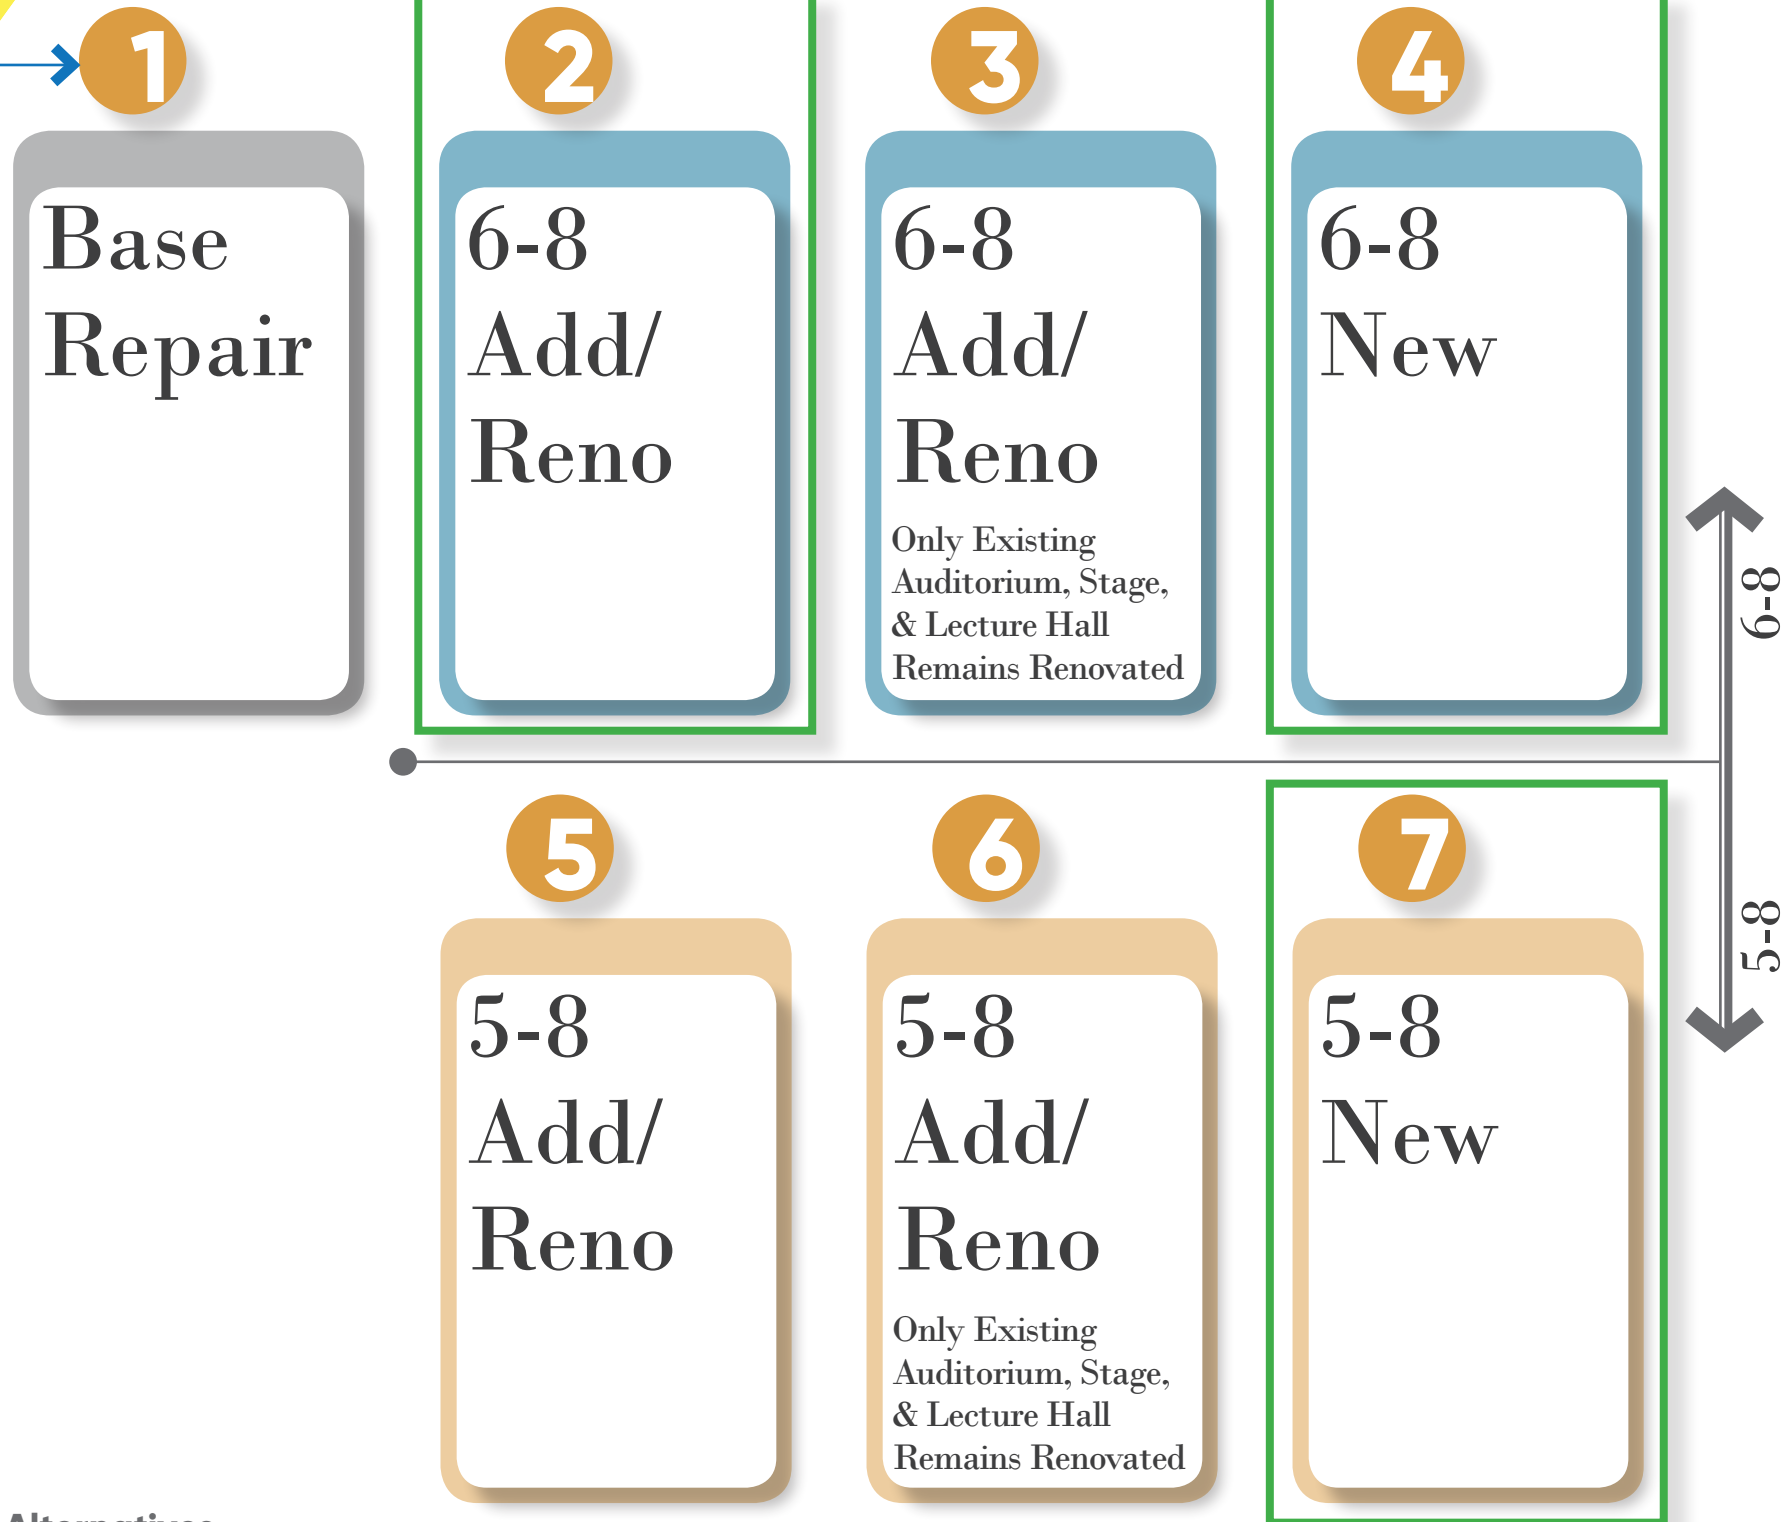 1
Base
Repair
2
6-8
Add/
Reno
3
6-8
Add/
Reno
Only Existing
Auditorium, Stage,
& Lecture Hall
Remains Renovated
4
6-8
New
6-8
5-8
5
5-8
Add/
Reno
6
5-8
Add/
Reno
Only Existing
Auditorium, Stage,
& Lecture Hall
Remains Renovated
7
5-8
New
Alternatives